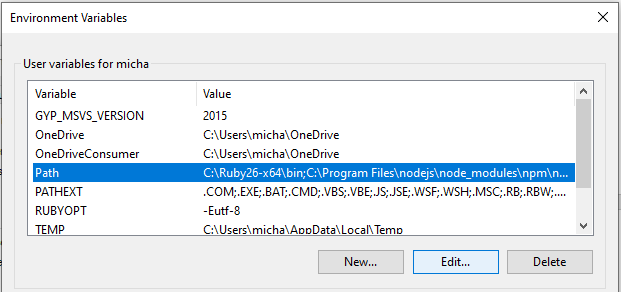 Environment Variables
User variables for micha
Variable Value
GYP_MSVS_VERSION 2015
OneDrive C:\Users\micha\OneDrive
OneDriveConsumer C:\Users\micha\OneDrive
Path C:\Ruby26-x64\bin;C:\Program Files\nodejs\node_modules\npm\n...
PATHEXT .COM;.EXE;.BAT;.CMD;.VBS;.VBE;.JS;.JSE;.WSF;.WSH;.MSC;.RB;.RBW;....
RUBYOPT -Eutf-8
TEMP C:\Users\micha\AppData\Local\Temp
New... Edit... Delete